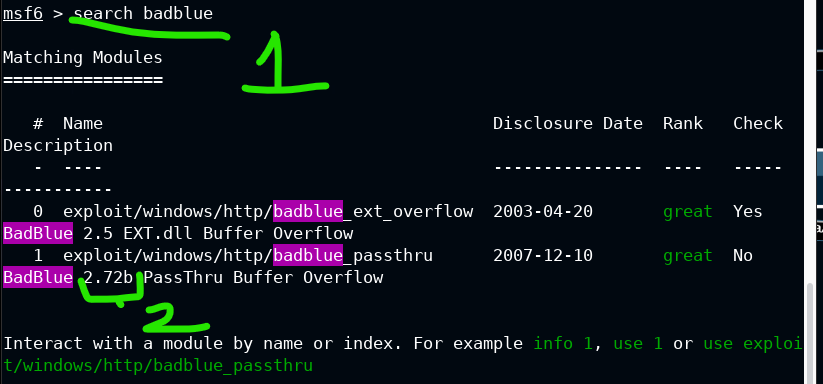 msf6 > search badblue
1
Matching Modules
================
#  Name  Disclosure Date  Rank  Check
Description
-  ----  ---------------  ----  -----
-----------
0  exploit/windows/http/badblue_ext_overflow  2003-04-20  great  Yes
BadBlue 2.5 EXT.dll Buffer Overflow
1  exploit/windows/http/badblue_passthru  2007-12-10  great  No
BadBlue 2.72b PassThru Buffer Overflow
2
Interact with a module by name or index. For example info 1, use 1 or use exploi
t/windows/http/badblue_passthru